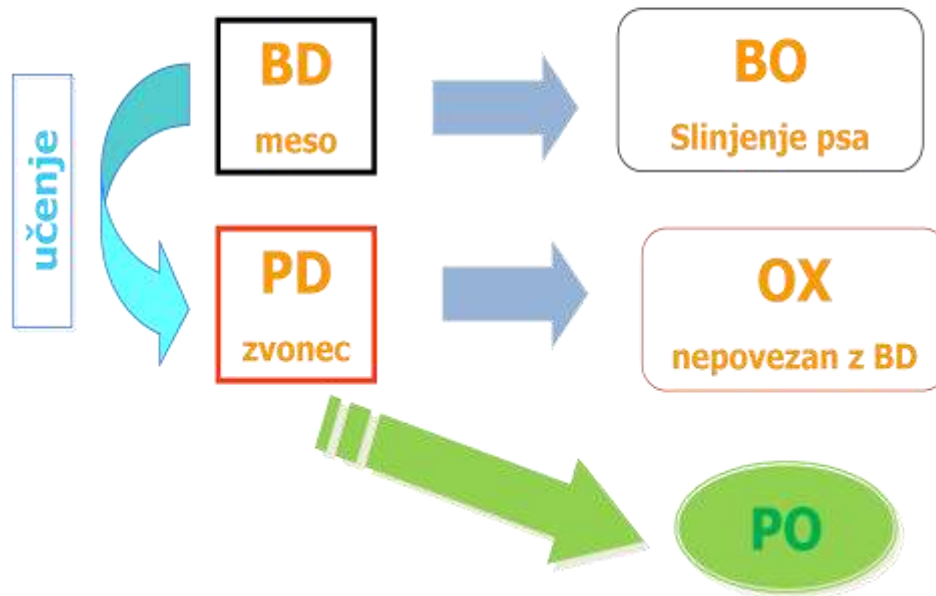 učenje
BD
meso
BO
Slinjenje psa
PD
zvonec
OX
nepovezan z BD
PO